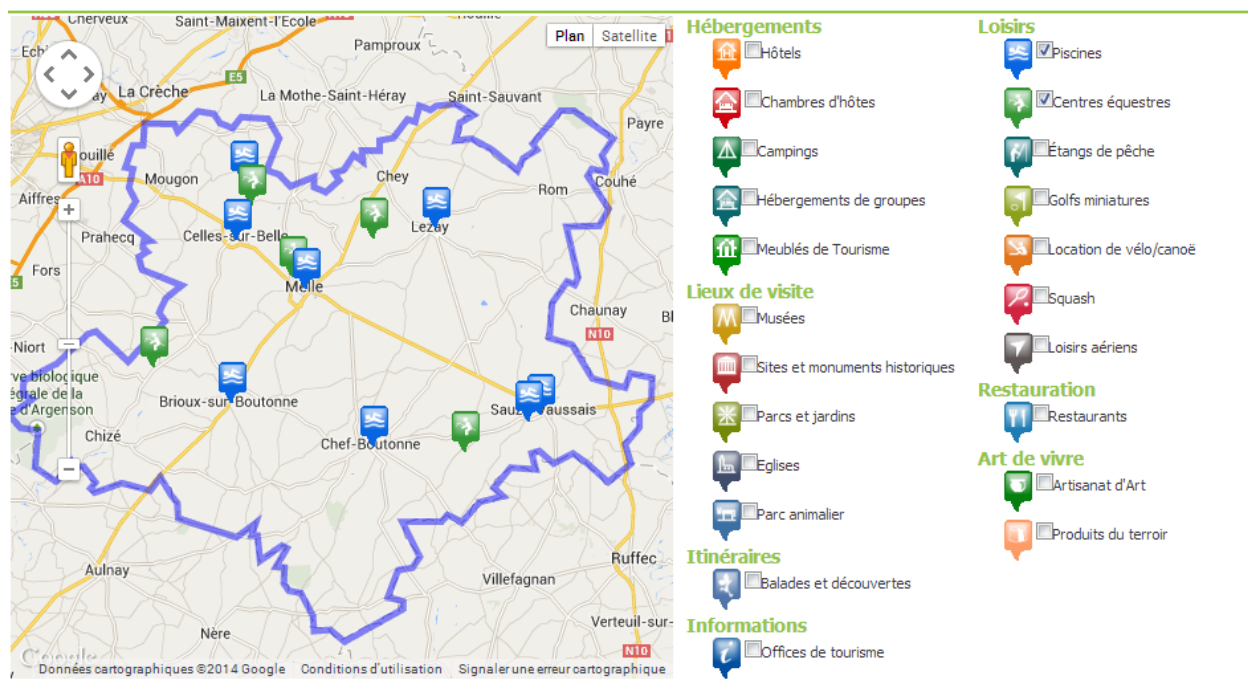 Cherveux
Saint-Maixent-l'Ecole
Pamproux
Plan
Satellite
E5
La Crèche
La Mothe-Saint-Héray
Saint-Sauvant
Payre
A10
Mougon
Chey
Rom
Couhé
Aiffres
Prahecq
Celles-sur-Belle
Lezay
Fors
Melle
Chaunay
N10
-Niort
Brioux-sur-Boutonne
d'Argenson
Chizé
Chef-Boutonne
Aulnay
Villefagnan
Ruffec
Nère
Verteuil-sur-
N10
Google
Données cartographiques ©2014 Google
Conditions d'utilisation
Signaler une erreur cartographique
Hébergements
Hôtels
Chambres d'hôtes
Campings
Hébergements de groupes
Meublés de Tourisme
Lieux de visite
Musées
Sites et monuments historiques
Parcs et jardins
Eglises
Parc animalier
Itinéraires
Balades et découvertes
Informations
Offices de tourisme
Loisirs
Piscines
Centres équestres
Étangs de pêche
Golfs miniatures
Location de vélo/canoë
Squash
Loisirs aériens
Restauration
Restaurants
Art de vivre
Artisanat d'Art
Produits du terroir